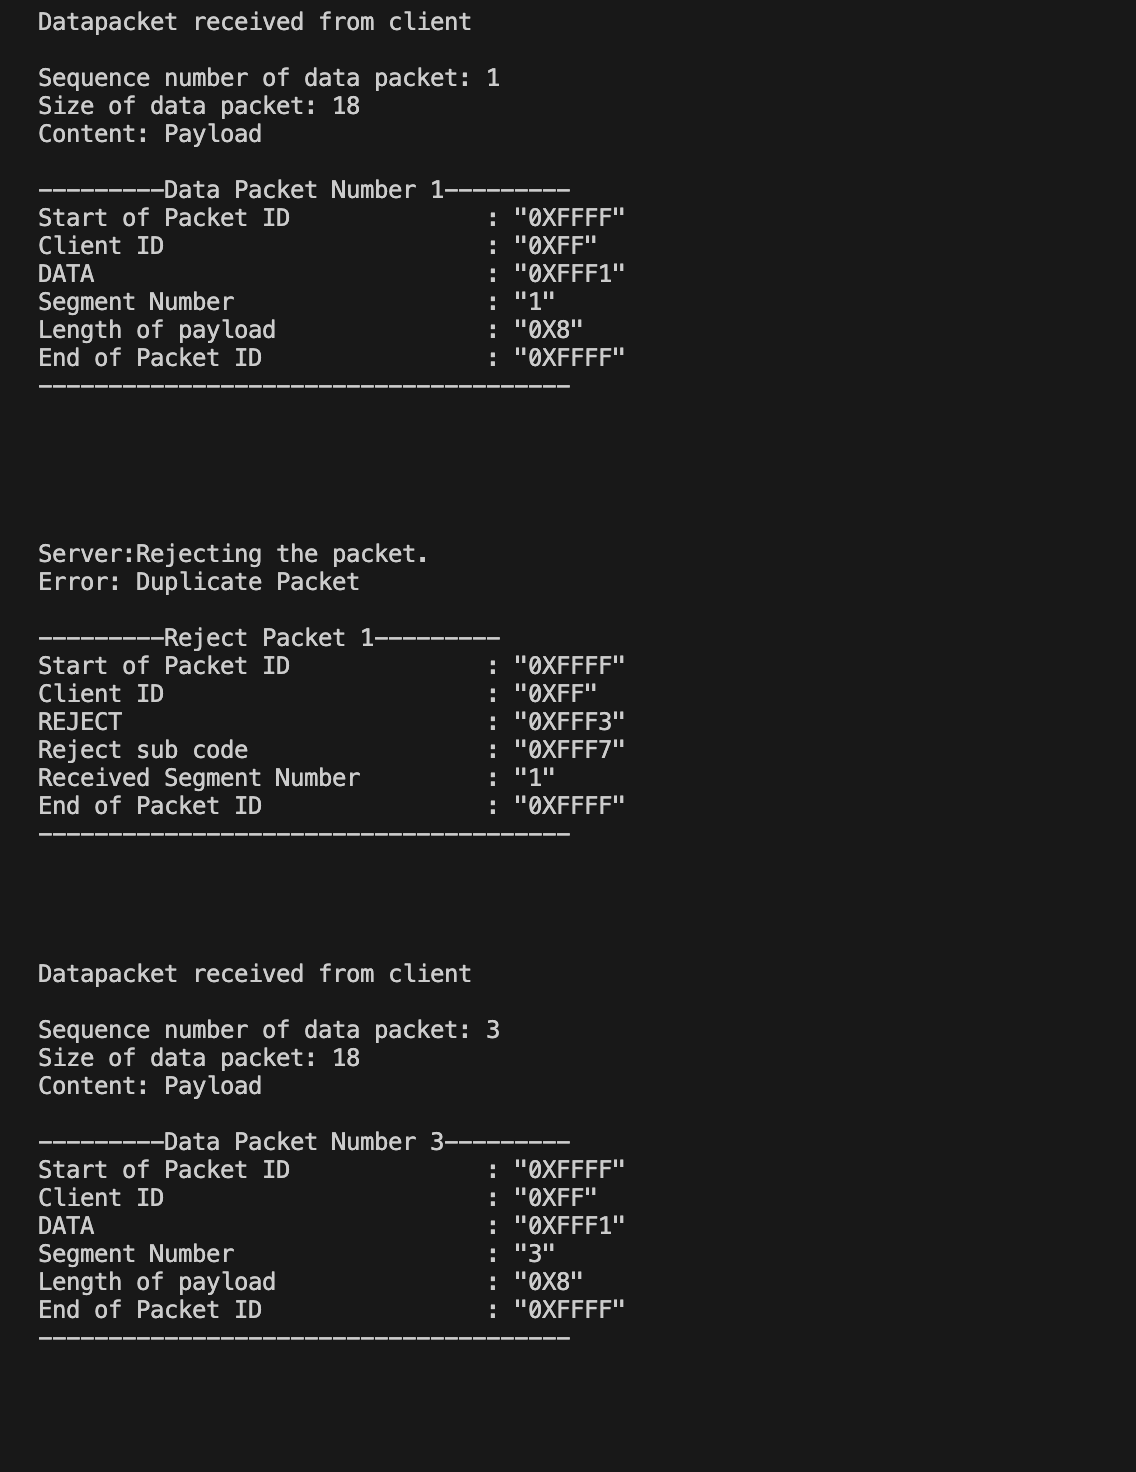 Datapacket received from client
Sequence number of data packet: 1
Size of data packet: 18
Content: Payload
---------Data Packet Number 1---------
Start of Packet ID : "0XFFFF"
Client ID : "0XFF"
DATA : "0XFFF1"
Segment Number : "1"
Length of payload : "0X8"
End of Packet ID : "0XFFFF"
--------------------------------------
Server:Rejecting the packet.
Error: Duplicate Packet
---------Reject Packet 1---------
Start of Packet ID : "0XFFFF"
Client ID : "0XFF"
REJECT : "0XFFF3"
Reject sub code : "0XFFF7"
Received Segment Number : "1"
End of Packet ID : "0XFFFF"
--------------------------------------
Datapacket received from client
Sequence number of data packet: 3
Size of data packet: 18
Content: Payload
---------Data Packet Number 3---------
Start of Packet ID : "0XFFFF"
Client ID : "0XFF"
DATA : "0XFFF1"
Segment Number : "3"
Length of payload : "0X8"
End of Packet ID : "0XFFFF"
--------------------------------------